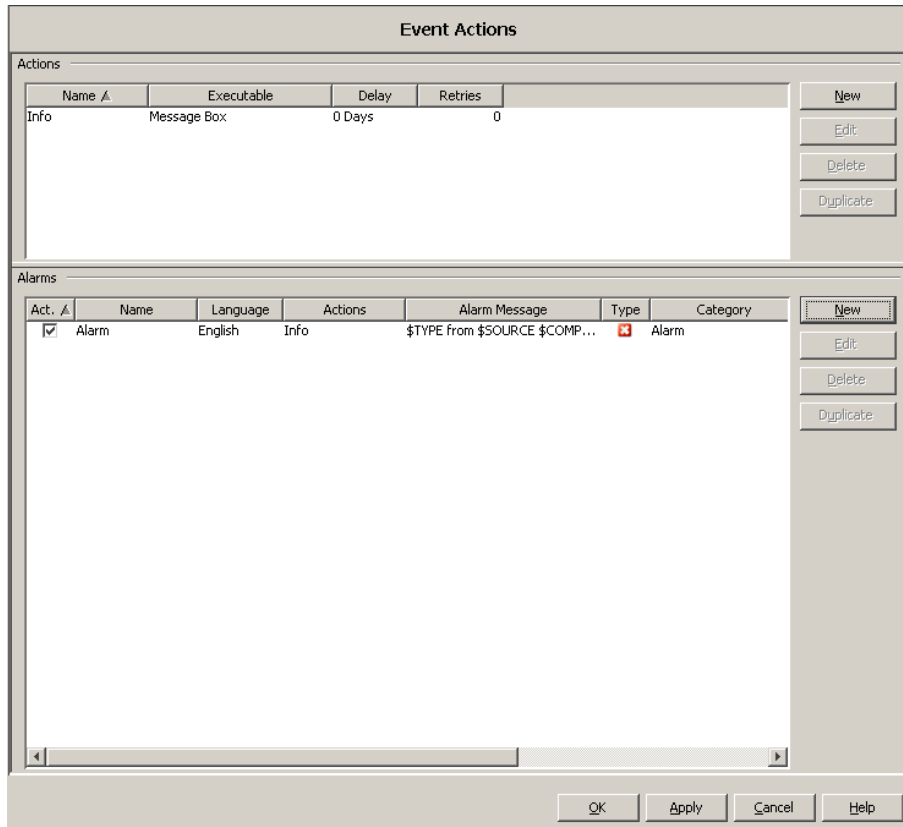 Event Actions
Actions
Name Executable Delay Retries
Info Message Box 0 Days 0
New
Edit
Delete
Duplicate
Alarms
Act. Name Language Actions Alarm Message Type Category
Alarm English Info $TYPE from $SOURCE $COMP... Alarm
New
Edit
Delete
Duplicate
OK Apply Cancel Help